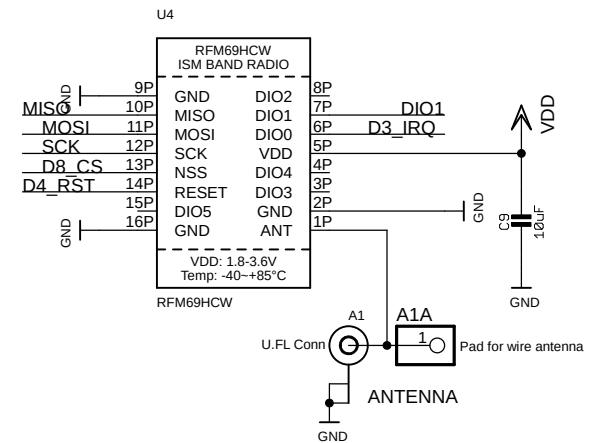 U4
RFM69HCW
ISM BAND RADIO
GND 9P GND DIO2 8P
MISO 10P MISO DIO1 7P DIO1
MOSI 11P MOSI DIO0 6P D3_IRQ
SCK 12P SCK VDD 5P VDD
D8_CS 13P NSS DIO4 4P
D4_RST 14P RESET DIO3 3P
15P DIO5 GND 2P GND
GND 16P GND ANT 1P
C9 10uF
VDD: 1.8-3.6V
Temp: -40~+85°C
RFM69HCW
GND
A1 A1A
U.FL Conn 1 Pad for wire antenna
ANTENNA
GND